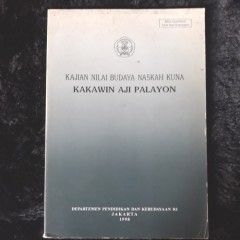 KAJIAN NILAI BUDAYA NASKAH KUNA
KAKAWIN AJI PALAYON
DEPARTEMEN PENDIDIKAN DAN KEBUDAYAAN RI
JAKARTA
1998